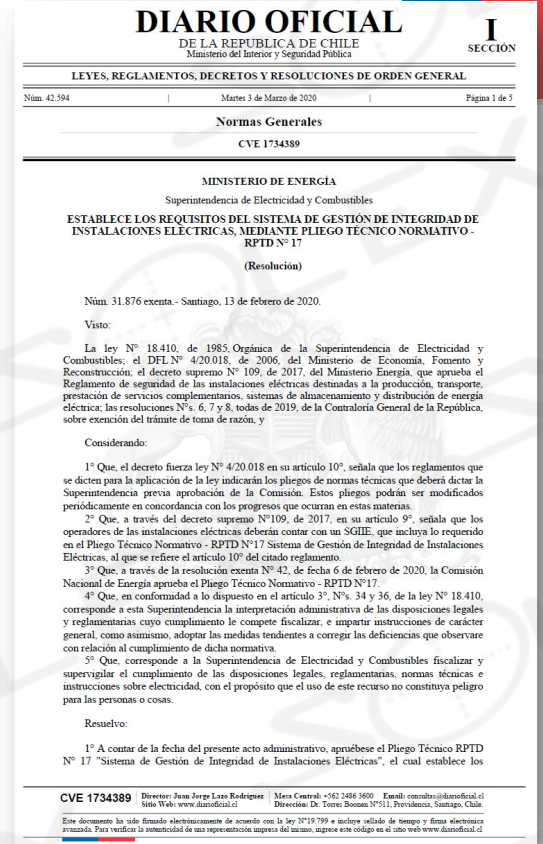 DIARIO OFICIAL
DE LA REPUBLICA DE CHILE
Ministerio del Interior y Seguridad Pública
I
SECCIÓN
LEYES, REGLAMENTOS, DECRETOS Y RESOLUCIONES DE ORDEN GENERAL
Núm. 42.594 | Martes 3 de Marzo de 2020 | Página 1 de 5
Normas Generales
CVE 1734389
MINISTERIO DE ENERGÍA
Superintendencia de Electricidad y Combustibles
ESTABLECE LOS REQUISITOS DEL SISTEMA DE GESTIÓN DE INTEGRIDAD DE
INSTALACIONES ELÉCTRICAS, MEDIANTE PLIEGO TÉCNICO NORMATIVO -
RPTD N° 17
(Resolución)
Núm. 31.876 exenta.- Santiago, 13 de febrero de 2020.
Visto:
La ley N° 18.410, de 1985, Orgánica de la Superintendencia de Electricidad y
Combustibles; el DFL N° 4/20.018, de 2006, del Ministerio de Economía, Fomento y
Reconstrucción; el decreto supremo N° 109, de 2017, del Ministerio Energía, que aprueba el
Reglamento de seguridad de las instalaciones eléctricas destinadas a la producción, transporte,
prestación de servicios complementarios, sistemas de almacenamiento y distribución de energía
eléctrica; las resoluciones N°s. 6, 7 y 8, todas de 2019, de la Contraloría General de la República,
sobre exención del trámite de toma de razón, y
Considerando:
1° Que, el decreto fuerza ley N° 4/20.018 en su artículo 10°, señala que los reglamentos que
se dicten para la aplicación de la ley indicarán los pliegos de normas técnicas que deberá dictar la
Superintendencia previa aprobación de la Comisión. Estos pliegos podrán ser modificados
periódicamente en concordancia con los progresos que ocurran en estas materias.
2° Que, a través del decreto supremo N°109, de 2017, en su artículo 9°, señala que los
operadores de las instalaciones eléctricas deberán contar con un SGIIE, que incluya lo requerido
en el Pliego Técnico Normativo - RPTD N°17 Sistema de Gestión de Integridad de Instalaciones
Eléctricas, al que se refiere el artículo 10° del citado reglamento.
3° Que, a través de la resolución exenta N° 42, de fecha 6 de febrero de 2020, la Comisión
Nacional de Energía aprueba el Pliego Técnico Normativo - RPTD N°17.
4° Que, en conformidad a lo dispuesto en el artículo 3°, N°s. 34 y 36, de la ley N° 18.410,
corresponde a esta Superintendencia la interpretación administrativa de las disposiciones legales
y reglamentarias cuyo cumplimiento le compete fiscalizar, e impartir instrucciones de carácter
general, como asimismo, adoptar las medidas tendientes a corregir las deficiencias que observare
con relación al cumplimiento de dicha normativa.
5° Que, corresponde a la Superintendencia de Electricidad y Combustibles fiscalizar y
supervigilar el cumplimiento de las disposiciones legales, reglamentarias, normas técnicas e
instrucciones sobre electricidad, con el propósito que el uso de este recurso no constituya peligro
para las personas o cosas.
Resuelvo:
1° A contar de la fecha del presente acto administrativo, apruébese el Pliego Técnico RPTD
N° 17 "Sistema de Gestión de Integridad de Instalaciones Eléctricas", el cual establece los
CVE 1734389
Director: Juan Jorge Lazo Rodríguez
Sitio Web: www.diarioficial.cl
Mesa Central: +562 2486 3600 Email: consultas@diarioficial.cl
Dirección: Dr. Torres Boonen N°511, Providencia, Santiago, Chile.
Este documento ha sido firmado electrónicamente de acuerdo con la ley N°19.799 e incluye sellado de tiempo y firma electrónica
avanzada. Para verificar la autenticidad de una representación impresa del mismo, ingrese este código en el sitio web www.diarioficial.cl